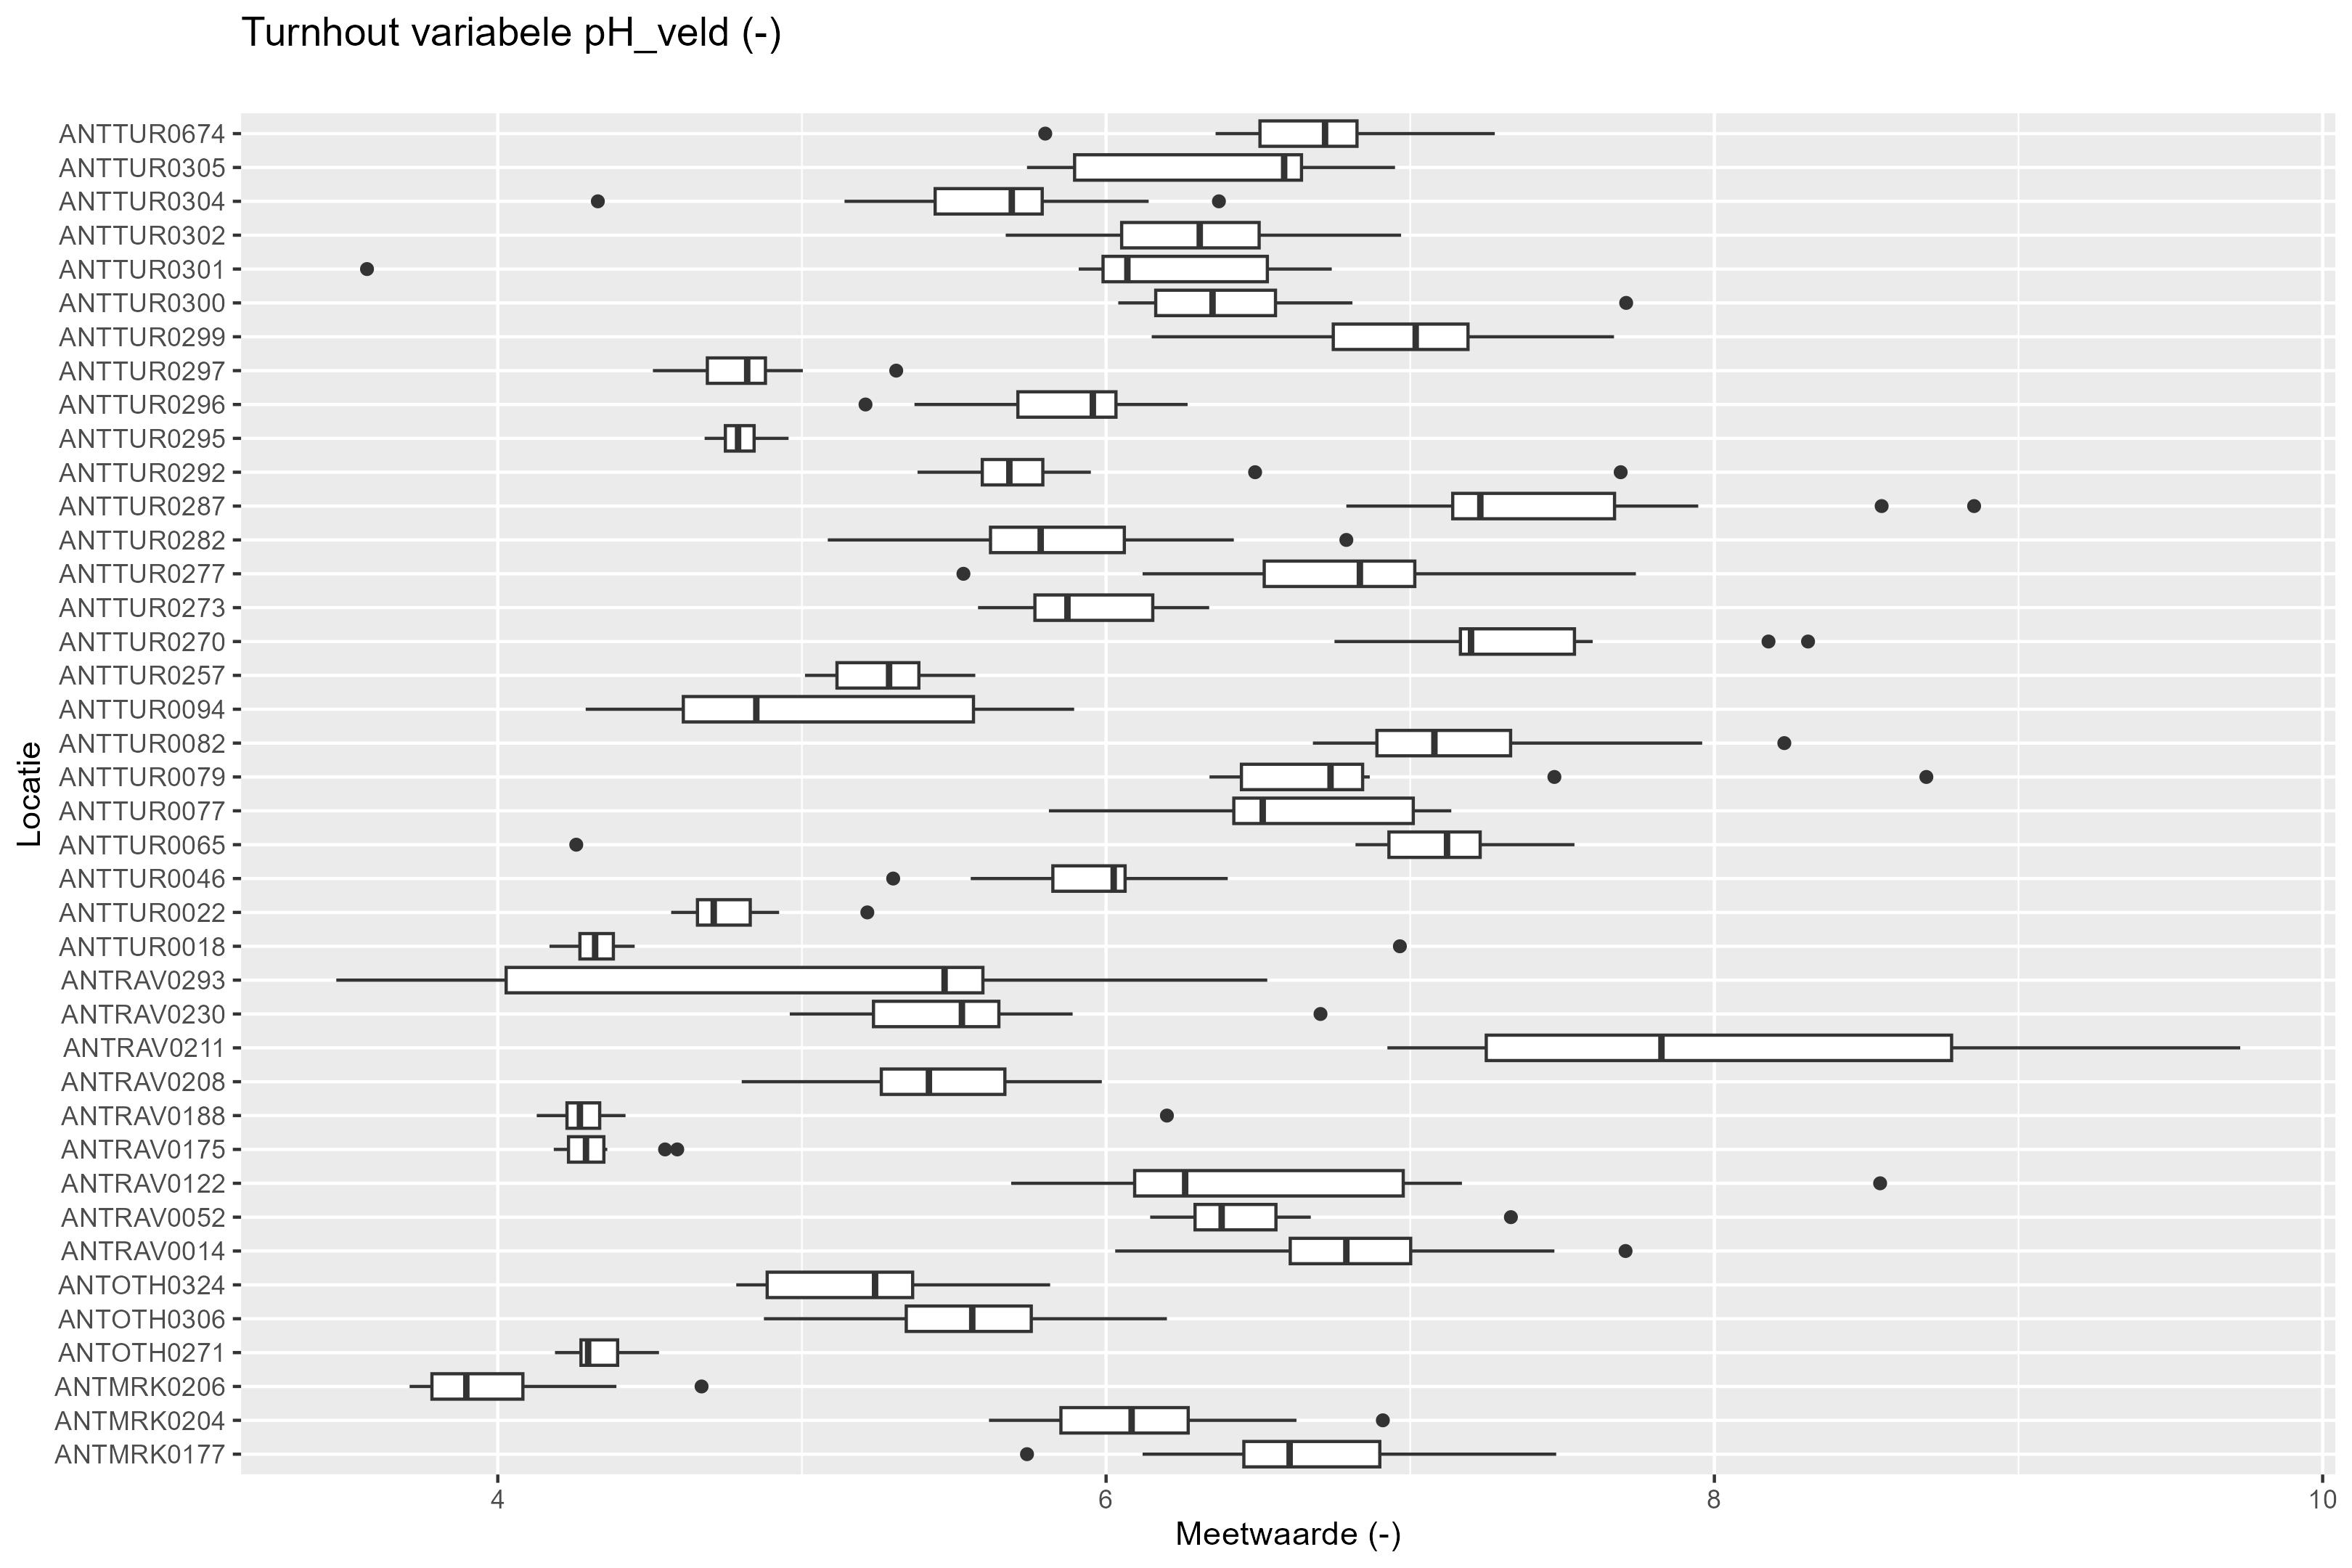 Turnhout variabele pH_veld (-)
ANTTUR0674
ANTTUR0305
ANTTUR0304
ANTTUR0302
ANTTUR0301
ANTTUR0300
ANTTUR0299
ANTTUR0297
ANTTUR0296
ANTTUR0295
ANTTUR0292
ANTTUR0287
ANTTUR0282
ANTTUR0277
ANTTUR0273
ANTTUR0270
ANTTUR0257
ANTTUR0094
ANTTUR0082
ANTTUR0079
ANTTUR0077
ANTTUR0065
ANTTUR0046
ANTTUR0022
ANTTUR0018
ANTRAV0293
ANTRAV0230
ANTRAV0211
ANTRAV0208
ANTRAV0188
ANTRAV0175
ANTRAV0122
ANTRAV0052
ANTRAV0014
ANTOTH0324
ANTOTH0306
ANTOTH0271
ANTMRK0206
ANTMRK0204
ANTMRK0177
Locatie
4 6 8 10
Meetwaarde (-)